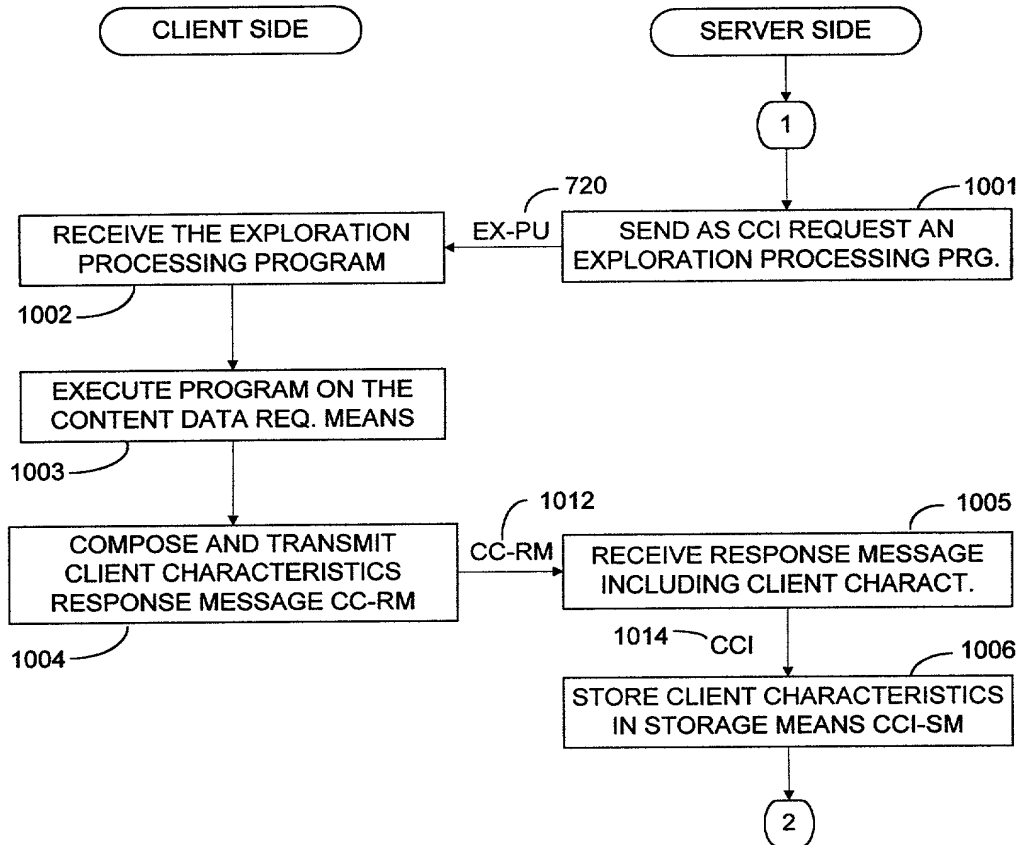 CLIENT SIDE
SERVER SIDE
1
720
1001
EX-PU
RECEIVE THE EXPLORATION
PROCESSING PROGRAM
SEND AS CCI REQUEST AN
EXPLORATION PROCESSING PRG.
1002
EXECUTE PROGRAM ON THE
CONTENT DATA REQ. MEANS
1003
1012
1005
CC-RM
COMPOSE AND TRANSMIT
CLIENT CHARACTERISTICS
RESPONSE MESSAGE CC-RM
RECEIVE RESPONSE MESSAGE
INCLUDING CLIENT CHARACT.
1004
1014
CCI
1006
STORE CLIENT CHARACTERISTICS
IN STORAGE MEANS CCI-SM
2